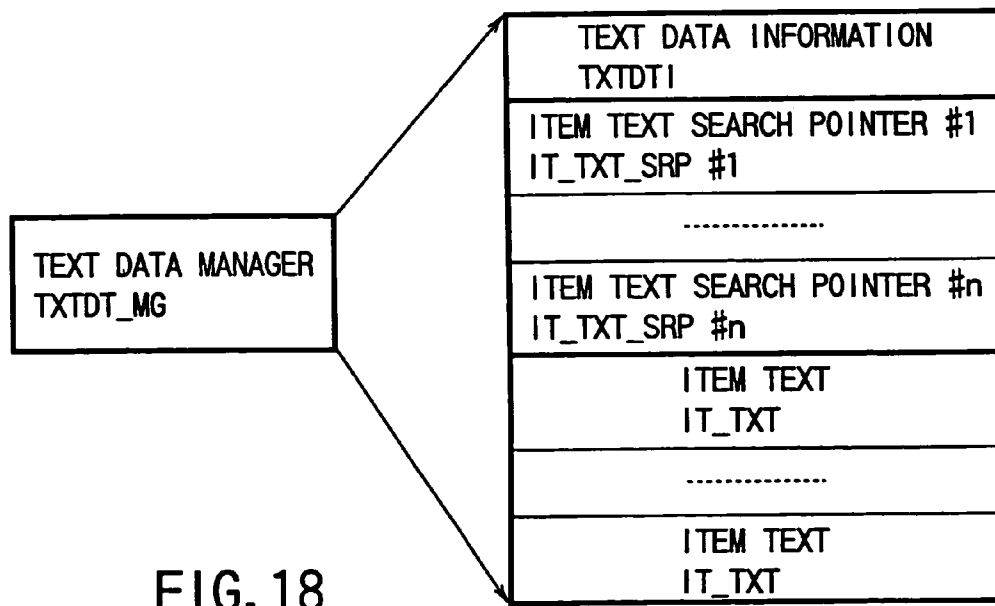 TEXT DATA MANAGER
TXTDT_MG
TEXT DATA INFORMATION
TXTDTI
ITEM TEXT SEARCH POINTER #1
IT_TXT_SRP #1
ITEM TEXT SEARCH POINTER #n
IT_TXT_SRP #n
ITEM TEXT
IT_TXT
ITEM TEXT
IT_TXT
FIG. 18